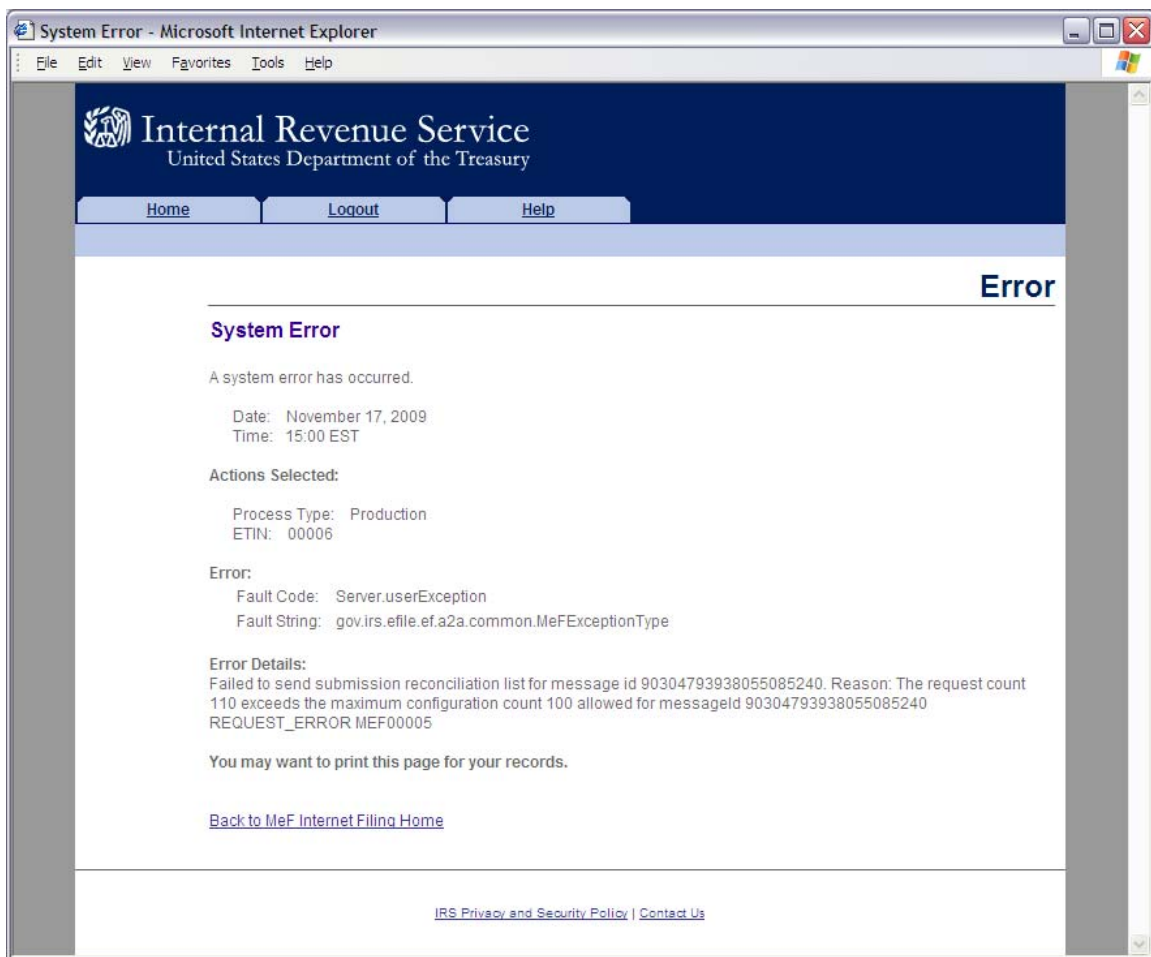 System Error - Microsoft Internet Explorer
File Edit View Favorites Tools Help
Internal Revenue Service
United States Department of the Treasury
Home Logout Help
Error
System Error
A system error has occurred.
Date: November 17, 2009
Time: 15:00 EST
Actions Selected:
Process Type: Production
ETIN: 00006
Error:
Fault Code: Server.userException
Fault String: gov.irs.efile.ef.a2a.common.MeFExceptionType
Error Details:
Failed to send submission reconciliation list for message id 90304793938055085240. Reason: The request count
110 exceeds the maximum configuration count 100 allowed for messageId 90304793938055085240
REQUEST_ERROR MEF00005
You may want to print this page for your records.
Back to MeF Internet Filing Home
IRS Privacy and Security Policy | Contact Us